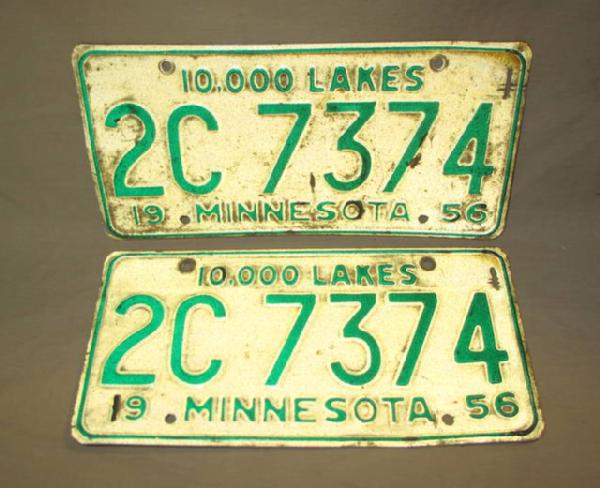 10,000 LAKES
2C 7374
19 MINNESOTA 56
10,000 LAKES
2C 7374
19 MINNESOTA 56